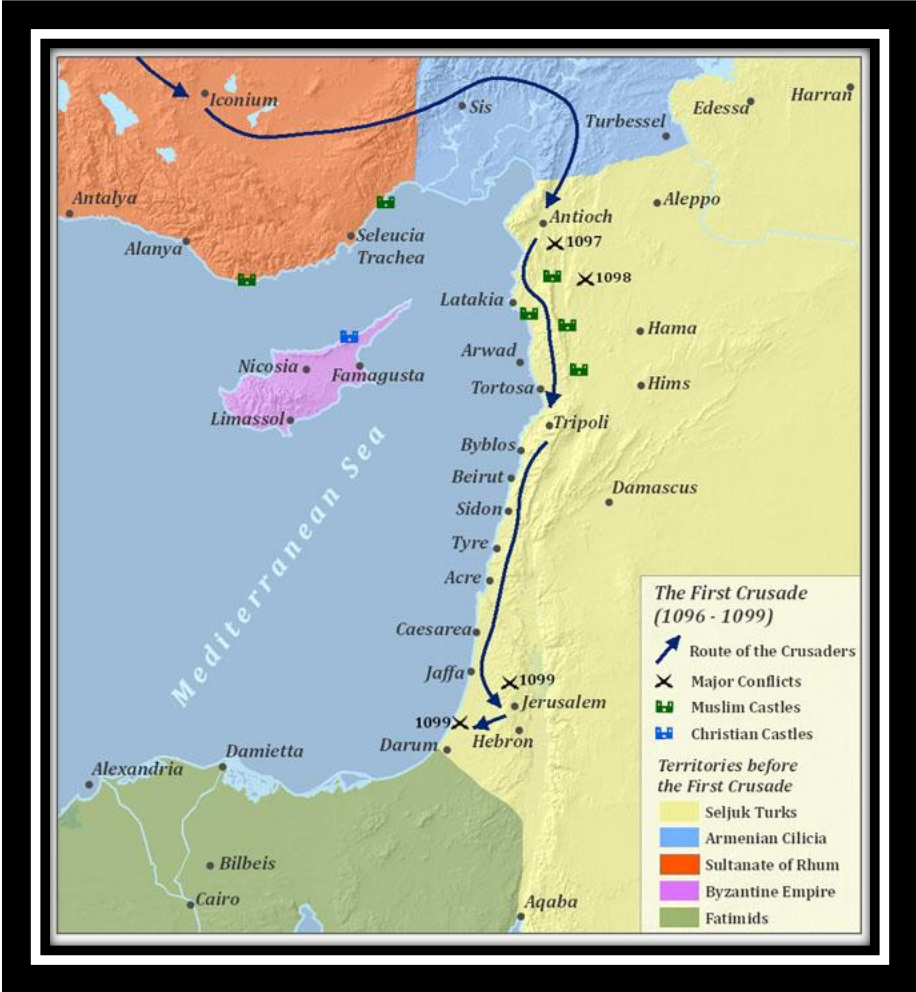 Iconium
Sis
Edessa
Harran
Turbessel
Antalya
Aleppo
Antioch
Alanya
Seleucia
Trachea
1097
1098
Latakia
Hama
Arwad
Nicosia
Famagusta
Tortosa
Hims
Limassol
Tripoli
Byblos
Beirut
Damascus
Sidon
Tyre
Acre
Mediterranean Sea
Caesarea
Jaffa
1099
Jerusalem
1099
Hebron
Darum
Damietta
Alexandria
Bilbeis
Cairo
Aqaba
The First Crusade
(1096 - 1099)
Route of the Crusaders
Major Conflicts
Muslim Castles
Christian Castles
Territories before
the First Crusade
Seljuk Turks
Armenian Cilicia
Sultanate of Rhum
Byzantine Empire
Fatimids